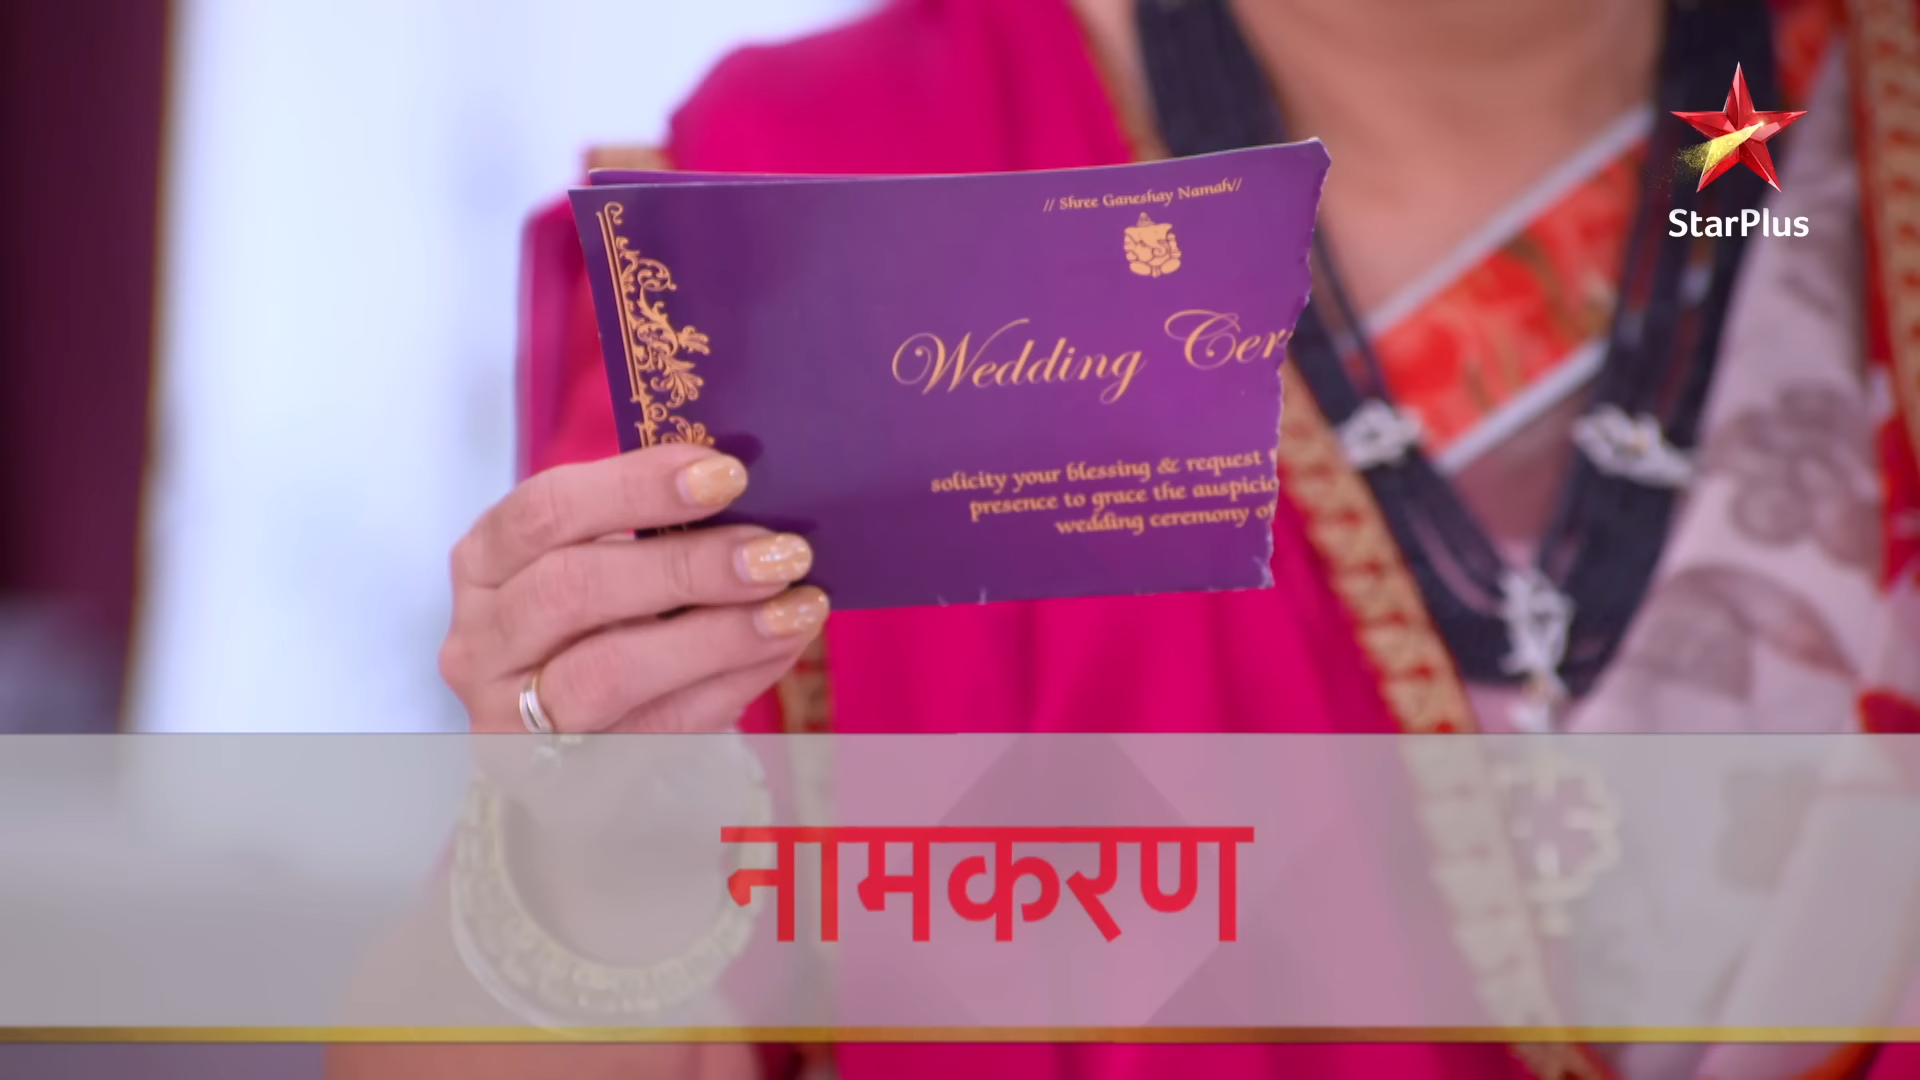 // Shree Ganeshay Namah//
StarPlus
Wedding Cer
solicity your blessing & request
presence to grace the auspicio
wedding ceremony of
नामकरण